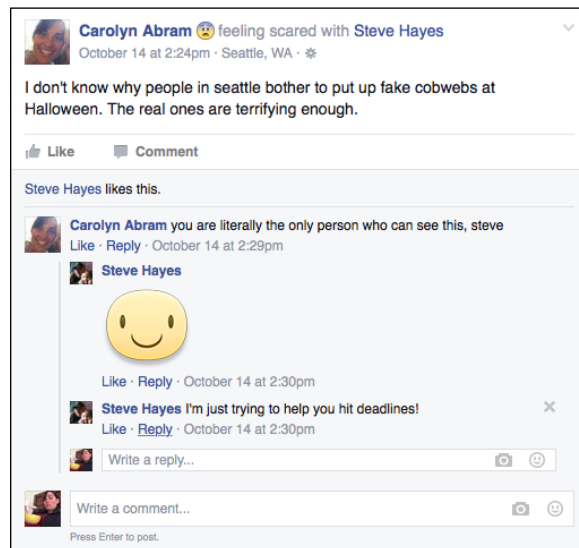 Carolyn Abram 😨 feeling scared with Steve Hayes
October 14 at 2:24pm · Seattle, WA ·
I don't know why people in seattle bother to put up fake cobwebs at
Halloween. The real ones are terrifying enough.
Like Comment
Steve Hayes likes this.
Carolyn Abram you are literally the only person who can see this, steve
Like · Reply · October 14 at 2:29pm
Steve Hayes
Like · Reply · October 14 at 2:30pm
Steve Hayes I'm just trying to help you hit deadlines!
Like · Reply · October 14 at 2:30pm
Write a reply...
Write a comment...
Press Enter to post.